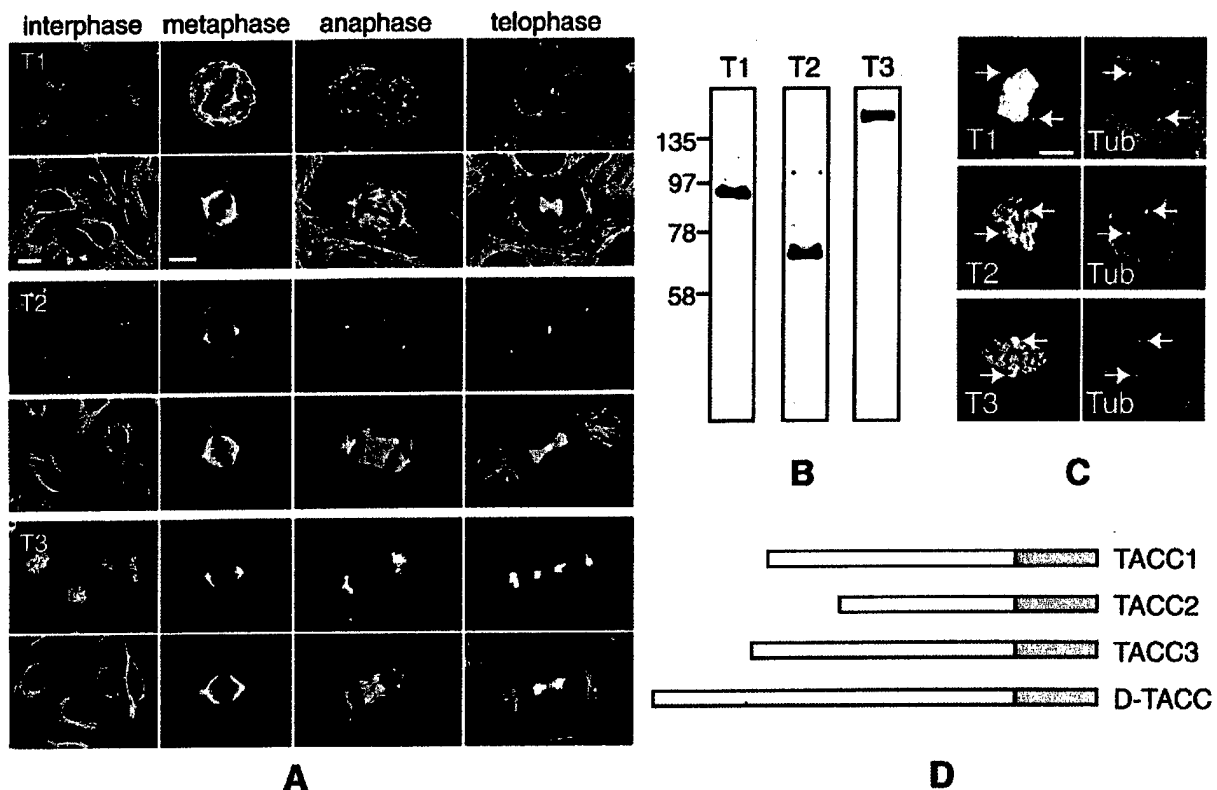 interphase metaphase anaphase telophase
T1
T2
T3
A
T1 T2 T3
135
97
78
58
B
T1 Tub
T2 Tub
T3 Tub
C
TACC1
TACC2
TACC3
D-TACC
D